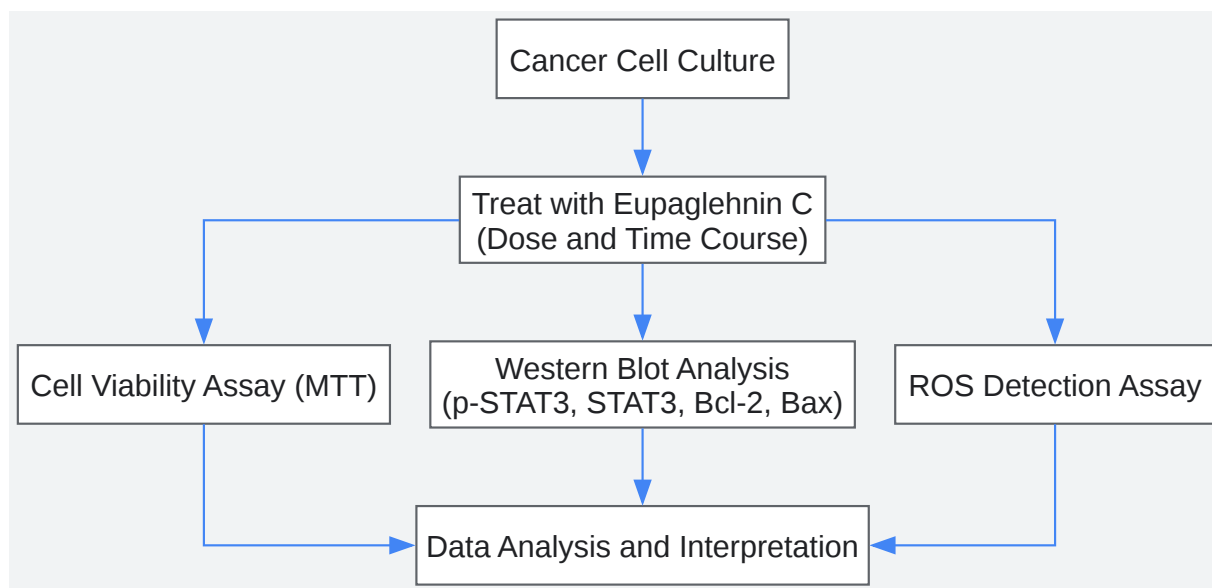 Cancer Cell Culture
Treat with Eupaglehnin C
(Dose and Time Course)
Cell Viability Assay (MTT)
Western Blot Analysis
(p-STAT3, STAT3, Bcl-2, Bax)
ROS Detection Assay
Data Analysis and Interpretation